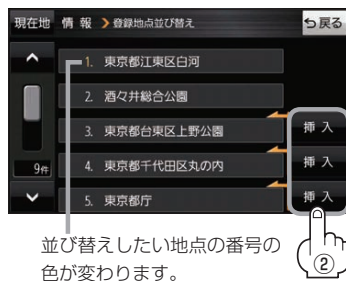 現在地 情 報 登録地点並び替え 戻る
1. 東京都江東区白河
2. 酒々井総合公園
3. 東京都台東区上野公園 挿 入
4. 東京都千代田区丸の内 挿 入
9件
5. 東京都庁 挿 入
並び替えしたい地点の番号の
色が変わります。
②